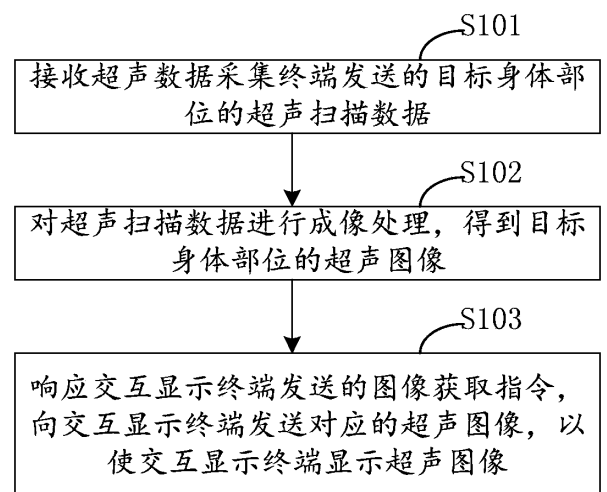 S101
接收超声数据采集终端发送的目标身体部
位的超声扫描数据
S102
对超声扫描数据进行成像处理，得到目标
身体部位的超声图像
S103
响应交互显示终端发送的图像获取指令，
向交互显示终端发送对应的超声图像，以
使交互显示终端显示超声图像